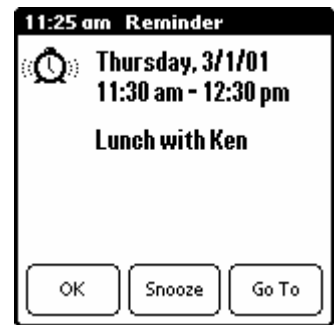 11:25 am Reminder
Thursday, 3/1/01
11:30 am - 12:30 pm
Lunch with Ken
OK Snooze Go To